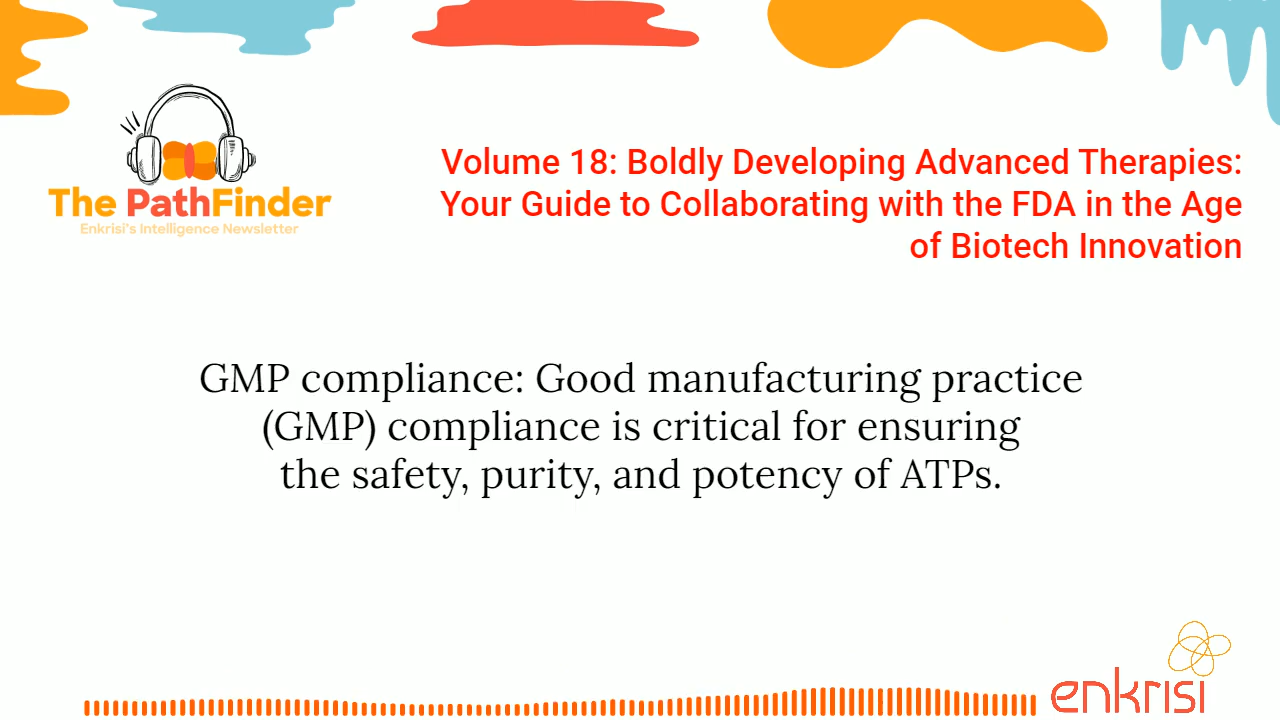 The PathFinder
Enkrisi's Intelligence Newsletter
Volume 18: Boldly Developing Advanced Therapies:
Your Guide to Collaborating with the FDA in the Age
of Biotech Innovation
GMP compliance: Good manufacturing practice
(GMP) compliance is critical for ensuring
the safety, purity, and potency of ATPs.
enkrisi